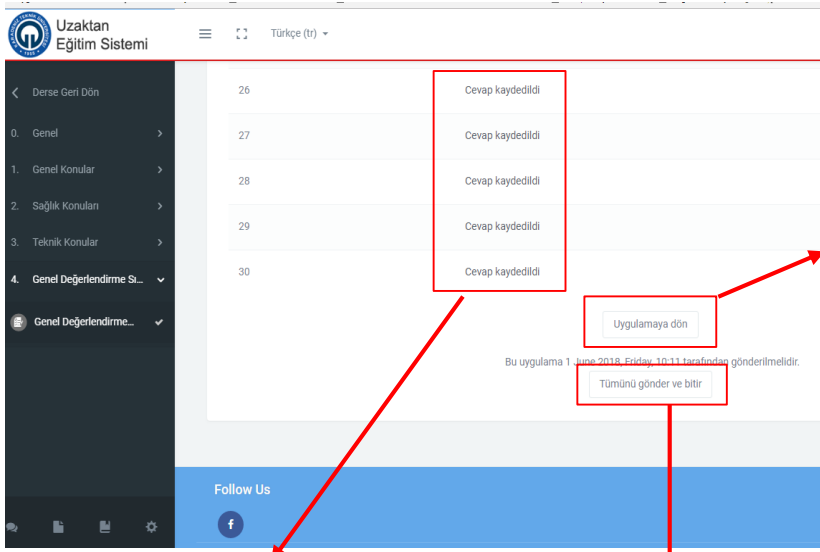 Uzaktan
Eğitim Sistemi
Türkçe (tr)
Derse Geri Dön
0. Genel
1. Genel Konular
2. Sağlık Konuları
3. Teknik Konular
4. Genel Değerlendirme Sı...
Genel Değerlendirme...
26 Cevap kaydedildi
27 Cevap kaydedildi
28 Cevap kaydedildi
29 Cevap kaydedildi
30 Cevap kaydedildi
Uygulamaya dön
Bu uygulama 1 June 2018, Friday, 10:11 tarafından gönderilmelidir.
Tümünü gönder ve bitir
Follow Us
f